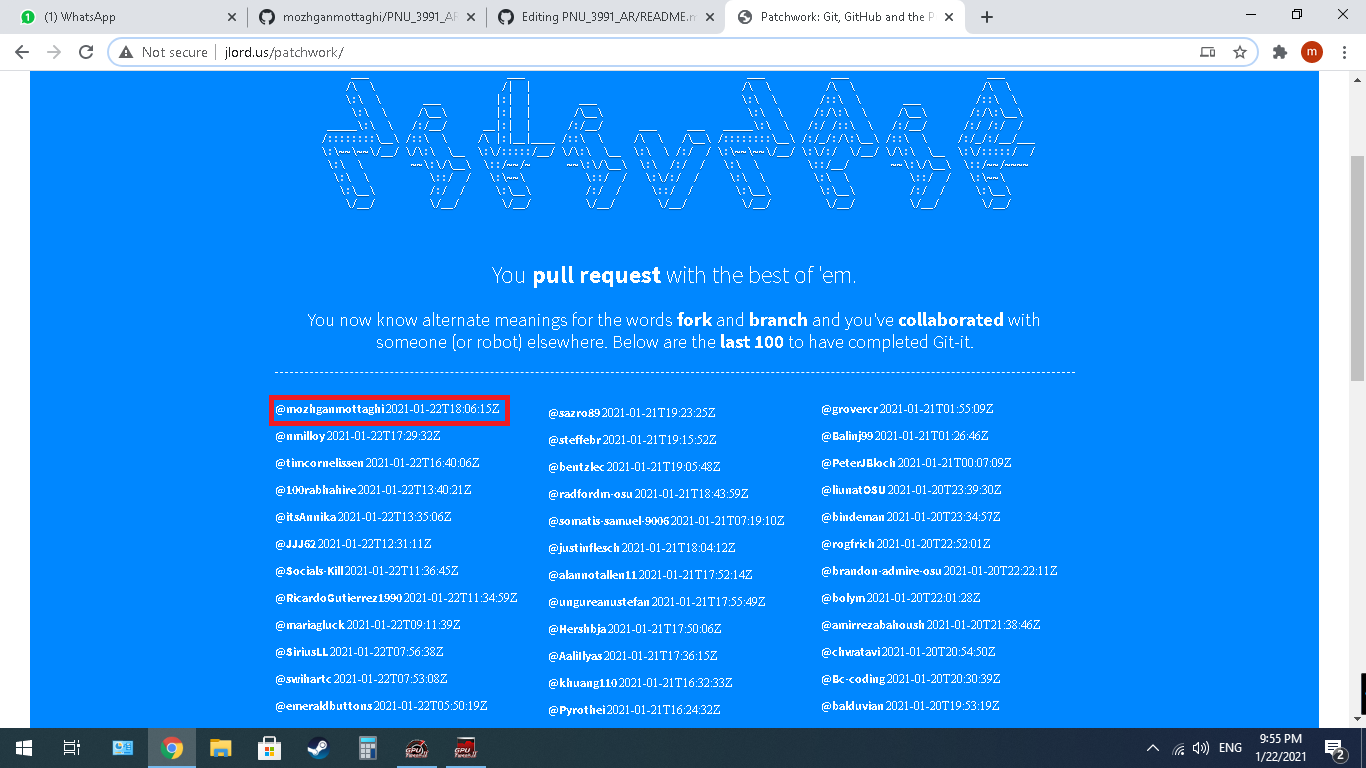 (1) WhatsApp
mozhganmottaghi/PNU_3991_AR
Editing PNU_3991_AR/README.m
Patchwork: Git, GitHub and the P
Not secure
jlord.us/patchwork/
m
You pull request with the best of 'em.
You now know alternate meanings for the words fork and branch and you've collaborated with
someone (or robot) elsewhere. Below are the last 100 to have completed Git-it.
@mozhganmottaghi 2021-01-22T18:06:15Z
@nmilloy 2021-01-22T17:29:32Z
@timcornelissen 2021-01-22T16:40:06Z
@100rabhahire 2021-01-22T13:40:21Z
@itsAnnika 2021-01-22T13:35:06Z
@JJJ62 2021-01-22T12:31:11Z
@Socials-Kill 2021-01-22T11:36:45Z
@RicardoGutierrez1990 2021-01-22T11:34:59Z
@mariagluck 2021-01-22T09:11:39Z
@SiriusLL 2021-01-22T07:56:38Z
@swihartc 2021-01-22T07:53:08Z
@emeraldbuttons 2021-01-22T05:50:19Z
@sazro89 2021-01-21T19:23:25Z
@steffebr 2021-01-21T19:15:52Z
@bentzlec 2021-01-21T19:05:48Z
@radfordm-osu 2021-01-21T18:43:59Z
@somatis-samuel-9006 2021-01-21T07:19:10Z
@justinflesch 2021-01-21T18:04:12Z
@alannotallen11 2021-01-21T17:52:14Z
@ungureanustefan 2021-01-21T17:55:49Z
@Hershbja 2021-01-21T17:50:06Z
@AaliIlyas 2021-01-21T17:36:15Z
@khuang110 2021-01-21T16:32:33Z
@Pyrothei 2021-01-21T16:24:32Z
@grovercr 2021-01-21T01:55:09Z
@Balinj99 2021-01-21T01:26:46Z
@PeterJBloch 2021-01-21T00:07:09Z
@liunatOSU 2021-01-20T23:39:30Z
@bindeman 2021-01-20T23:34:57Z
@rogfrich 2021-01-20T22:52:01Z
@brandon-admire-osu 2021-01-20T22:22:11Z
@bolym 2021-01-20T22:01:28Z
@amirrezabahoush 2021-01-20T21:38:46Z
@chwatavi 2021-01-20T20:54:50Z
@Bc-coding 2021-01-20T20:30:39Z
@bakduvian 2021-01-20T19:53:19Z
ENG
9:55 PM
1/22/2021
2